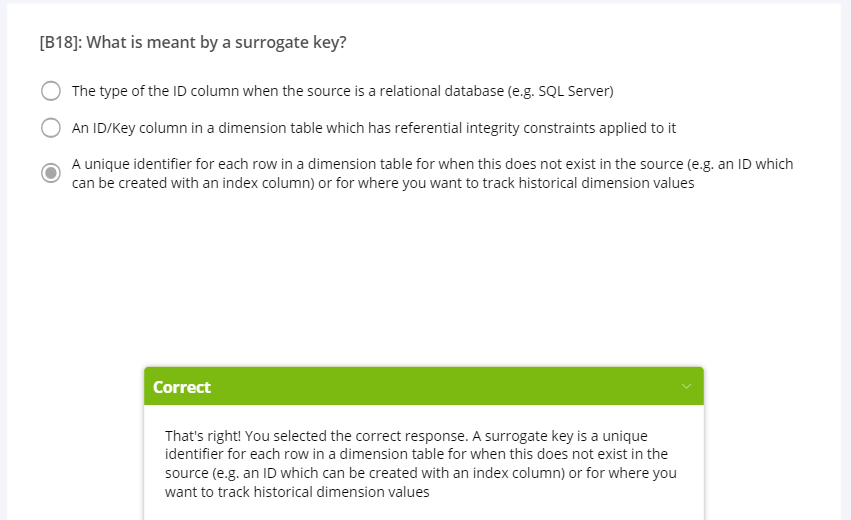 [B18]: What is meant by a surrogate key?
The type of the ID column when the source is a relational database (e.g. SQL Server)
An ID/Key column in a dimension table which has referential integrity constraints applied to it
A unique identifier for each row in a dimension table for when this does not exist in the source (e.g. an ID which
can be created with an index column) or for where you want to track historical dimension values
Correct
That's right! You selected the correct response. A surrogate key is a unique
identifier for each row in a dimension table for when this does not exist in the
source (e.g. an ID which can be created with an index column) or for where you
want to track historical dimension values